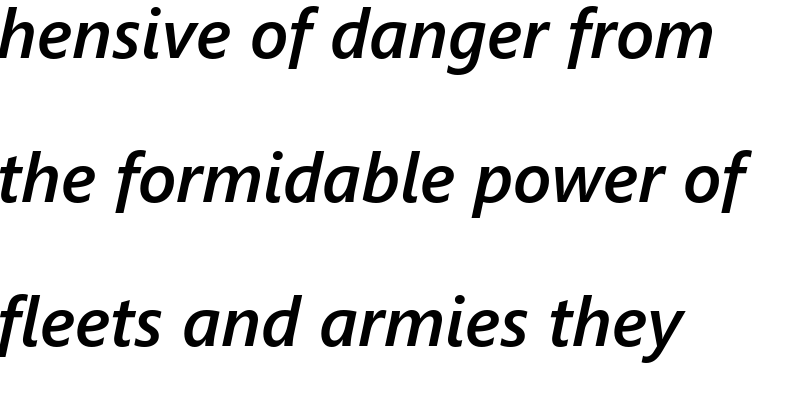 hensive of danger from
the formidable power of
fleets and armies they